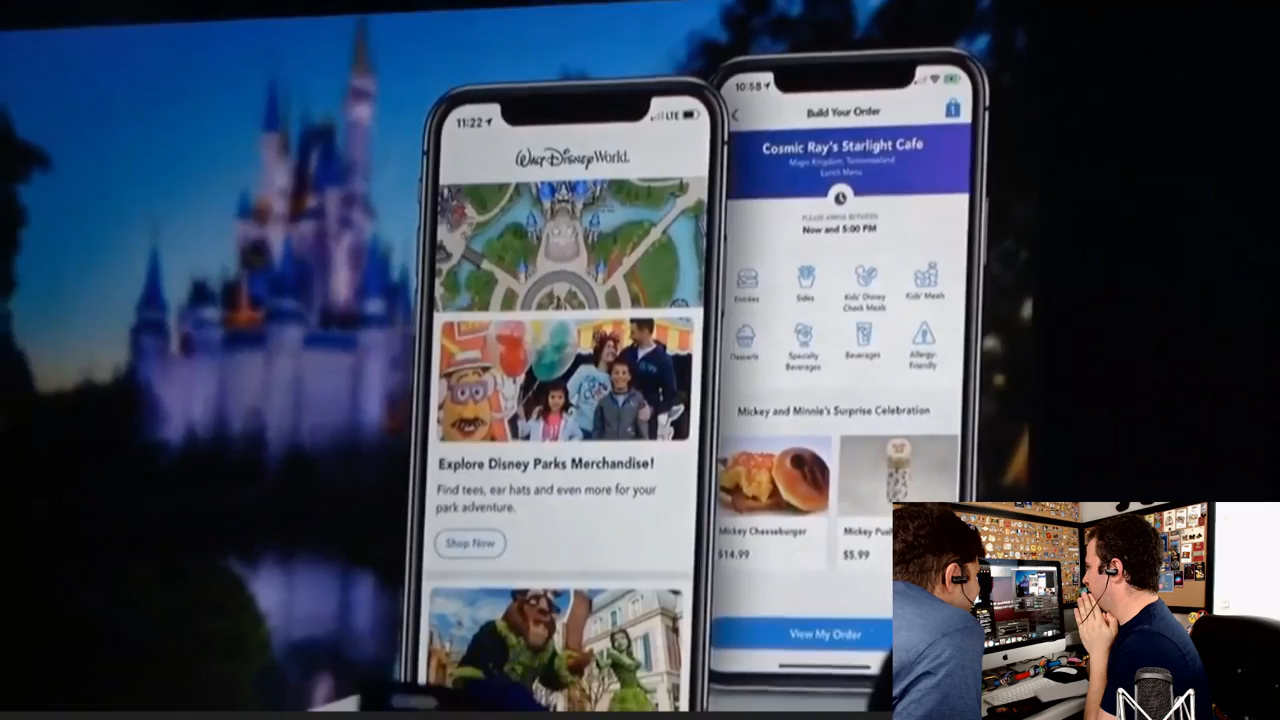 11:22
LTE
Walt Disney World.
Explore Disney Parks Merchandise!
Find tees, ear hats and even more for your
park adventure.
Shop Now
10:58
Build Your Order
1
Cosmic Ray's Starlight Cafe
Magic Kingdom, Tomorrowland
Lunch Menu
PLEASE ARRIVE BETWEEN
Now and 5:00 PM
Entrées
Sides
Kids' Disney
Check Meals
Kids' Meals
Desserts
Specialty
Beverages
Beverages
Allergy-
Friendly
Mickey and Minnie's Surprise Celebration
Mickey Cheeseburger
$14.99
Mickey
$5.99
View My Order